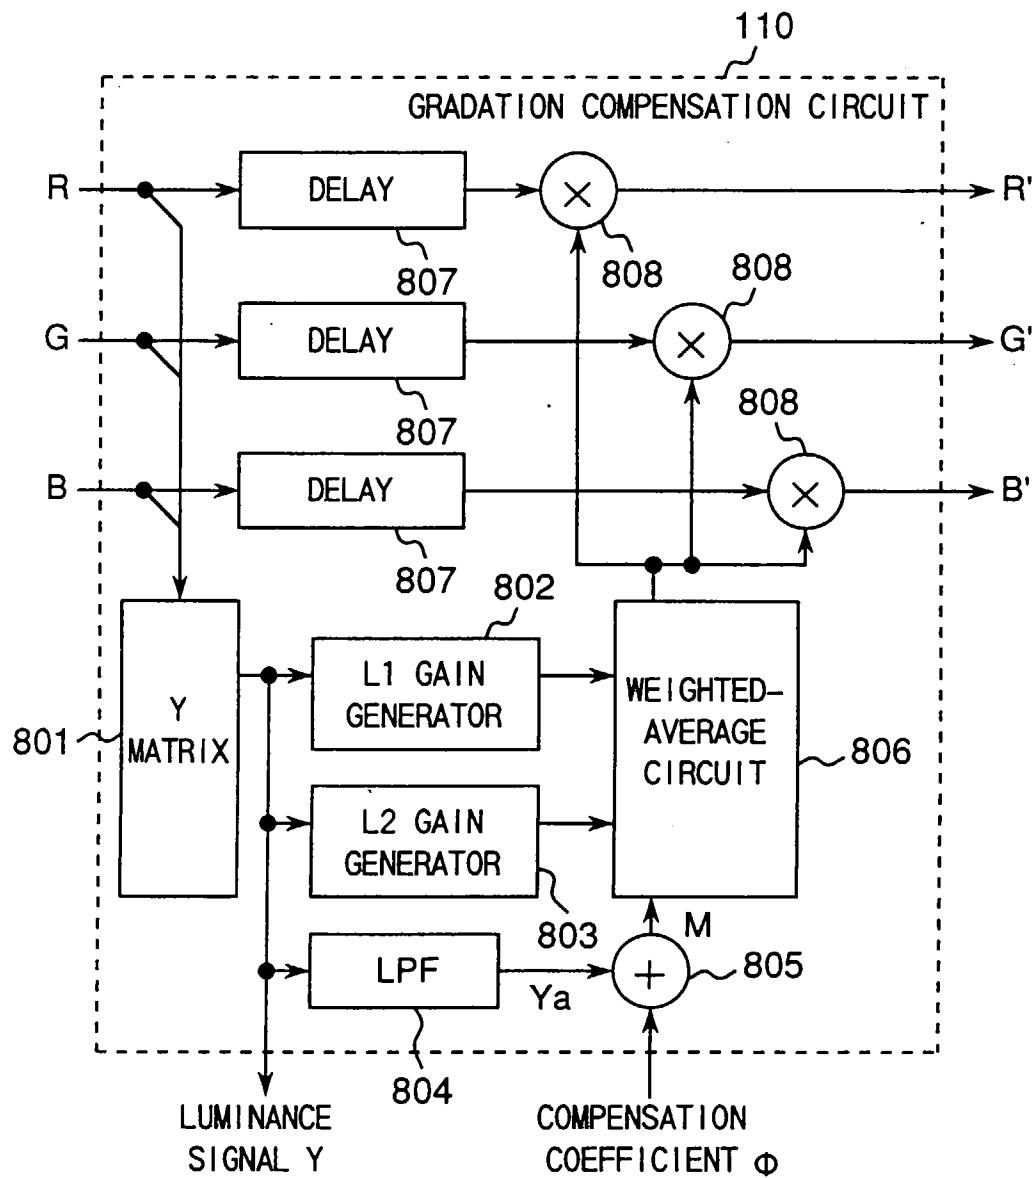 110
GRADATION COMPENSATION CIRCUIT
R
DELAY
R'
807
808
808
G
DELAY
G'
807
808
B
DELAY
B'
807
802
L1 GAIN
GENERATOR
WEIGHTED-
AVERAGE
CIRCUIT
Y
MATRIX
801
806
L2 GAIN
GENERATOR
803
M
LPF
Ya
+
805
804
LUMINANCE
SIGNAL Y
COMPENSATION
COEFFICIENT Φ